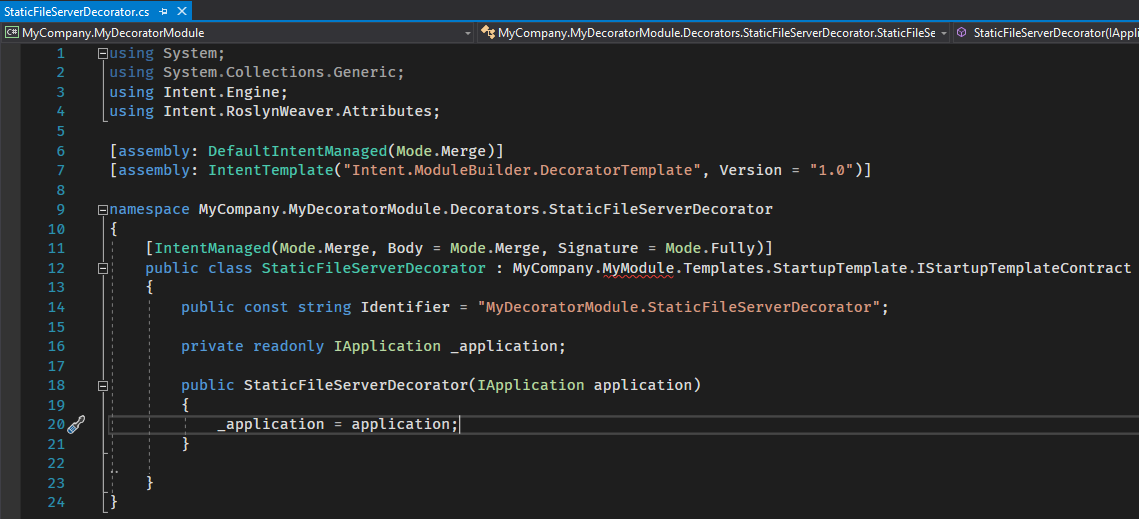 StaticFileServerDecorator.cs
MyCompany.MyDecoratorModule
MyCompany.MyDecoratorModule.Decorators.StaticFileServerDecorator.StaticFileSe
StaticFileServerDecorator(IAppli
1 using System;
2 using System.Collections.Generic;
3 using Intent.Engine;
4 using Intent.RoslynWeaver.Attributes;
5
6 [assembly: DefaultIntentManaged(Mode.Merge)]
7 [assembly: IntentTemplate("Intent.ModuleBuilder.DecoratorTemplate", Version = "1.0")]
8
9 namespace MyCompany.MyDecoratorModule.Decorators.StaticFileServerDecorator
10 {
11 [IntentManaged(Mode.Merge, Body = Mode.Merge, Signature = Mode.Fully)]
12 public class StaticFileServerDecorator : MyCompany.MyModule.Templates.StartupTemplate.IStartupTemplateContract
13 {
14 public const string Identifier = "MyDecoratorModule.StaticFileServerDecorator";
15
16 private readonly IApplication _application;
17
18 public StaticFileServerDecorator(IApplication application)
19 {
20 _application = application;
21 }
22
23 }
24 }